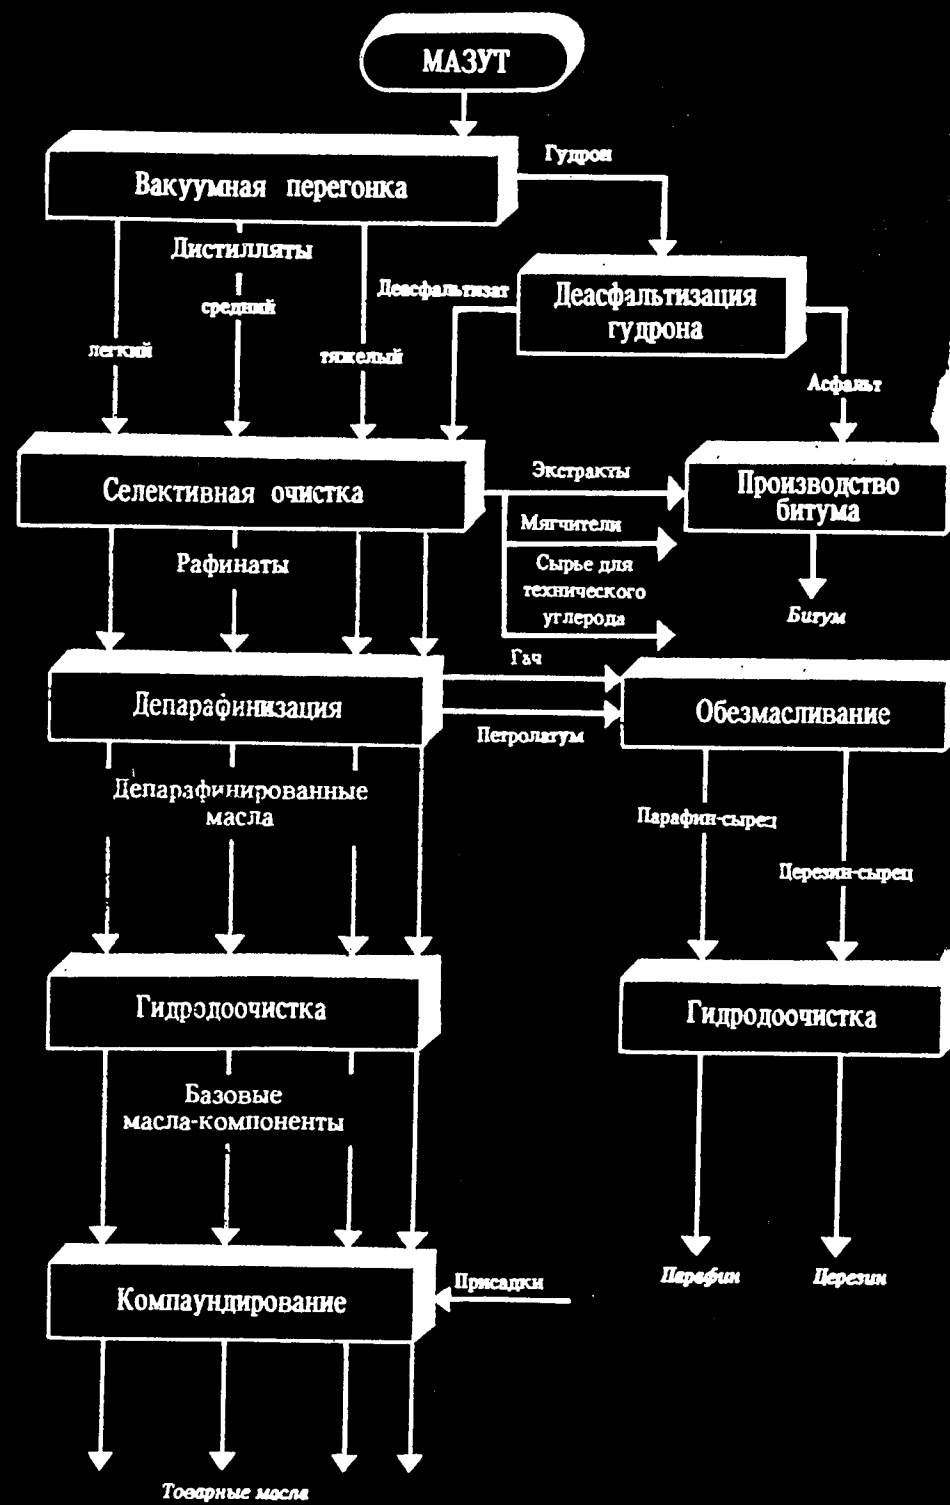 МАЗУТ
Гудрон
Вакуумная перегонка
Дистилляты
Деасфальтизат
Деасфальтизация
гудрона
средний
легкий
тяжелый
Асфальт
Селективная очистка
Экстракты
Производство
битума
Мягчители
Рафинаты
Сырье для
технического
углерода
Битум
Гач
Депарафинизация
Обезмасливание
Петролатум
Депарафинированные
масла
Парафин-сырец
Церезин-сырец
Гидродоочистка
Гидродоочистка
Базовые
масла-компоненты
Присадки
Парафин
Церезин
Компаундирование
Товарные масла